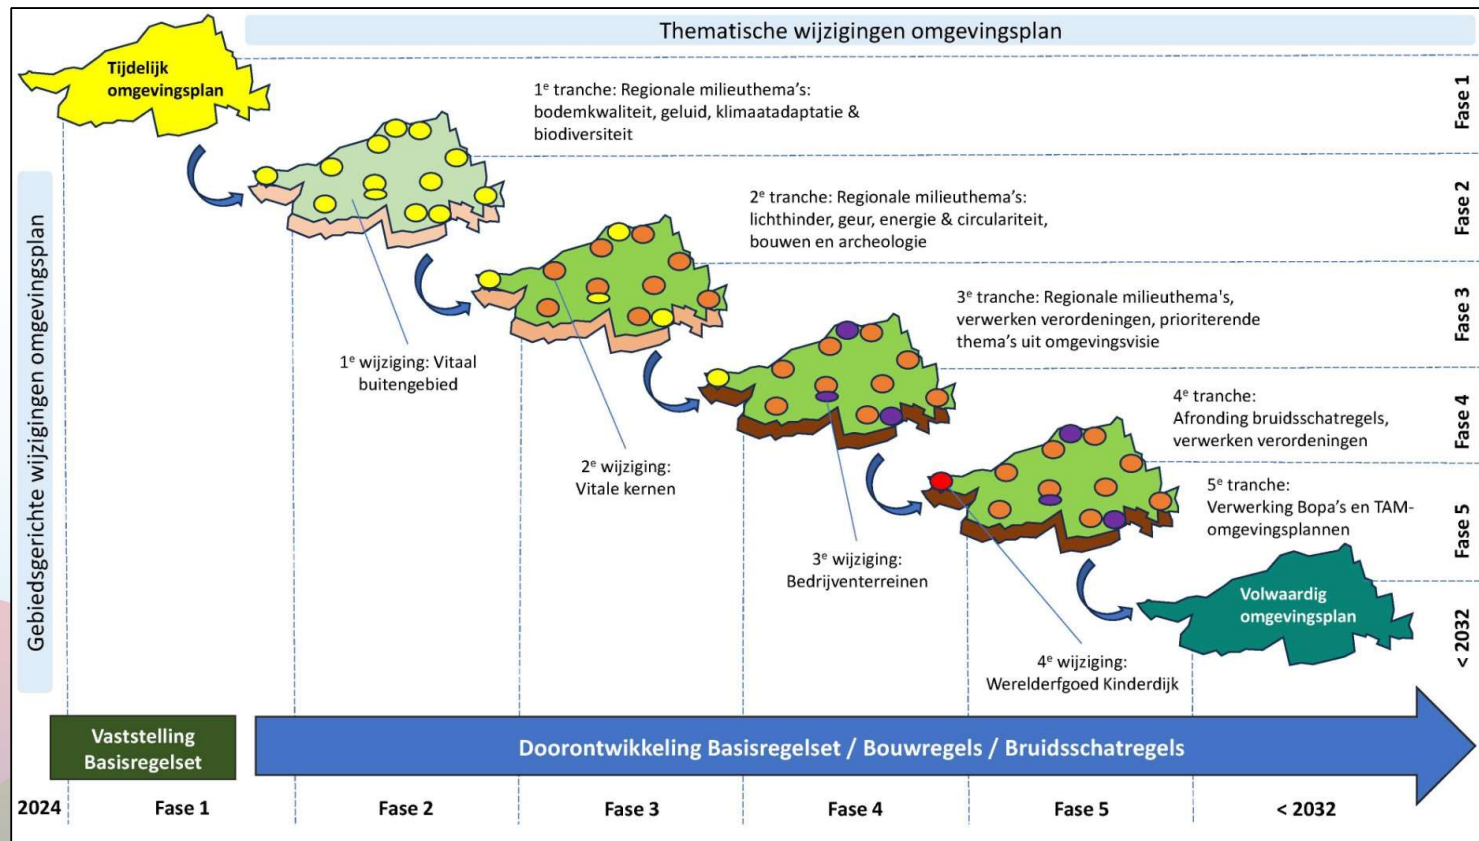 Thematische wijzigingen omgevingsplan
Gebiedsgerichte wijzigingen omgevingsplan
Tijdelijk
omgevingsplan
1e tranche: Regionale milieuthema’s:
bodemkwaliteit, geluid, klimaatadaptatie &
biodiversiteit
Fase 1
2e tranche: Regionale milieuthema’s:
lichthinder, geur, energie & circulariteit,
bouwen en archeologie
Fase 2
1e wijziging: Vitaal
buitengebied
3e tranche: Regionale milieuthema's,
verwerken verordeningen, prioriterende
thema’s uit omgevingsvisie
Fase 3
2e wijziging:
Vitale kernen
4e tranche:
Afronding bruidsschatregels,
verwerken verordeningen
Fase 4
3e wijziging:
Bedrijventerreinen
5e tranche:
Verwerking Bopa’s en TAM-
omgevingsplannen
Fase 5
4e wijziging:
Werelderfgoed Kinderdijk
Volwaardig
omgevingsplan
< 2032
Vaststelling
Basisregelset
Doorontwikkeling Basisregelset / Bouwregels / Bruidsschatregels
2024 Fase 1 Fase 2 Fase 3 Fase 4 Fase 5 < 2032